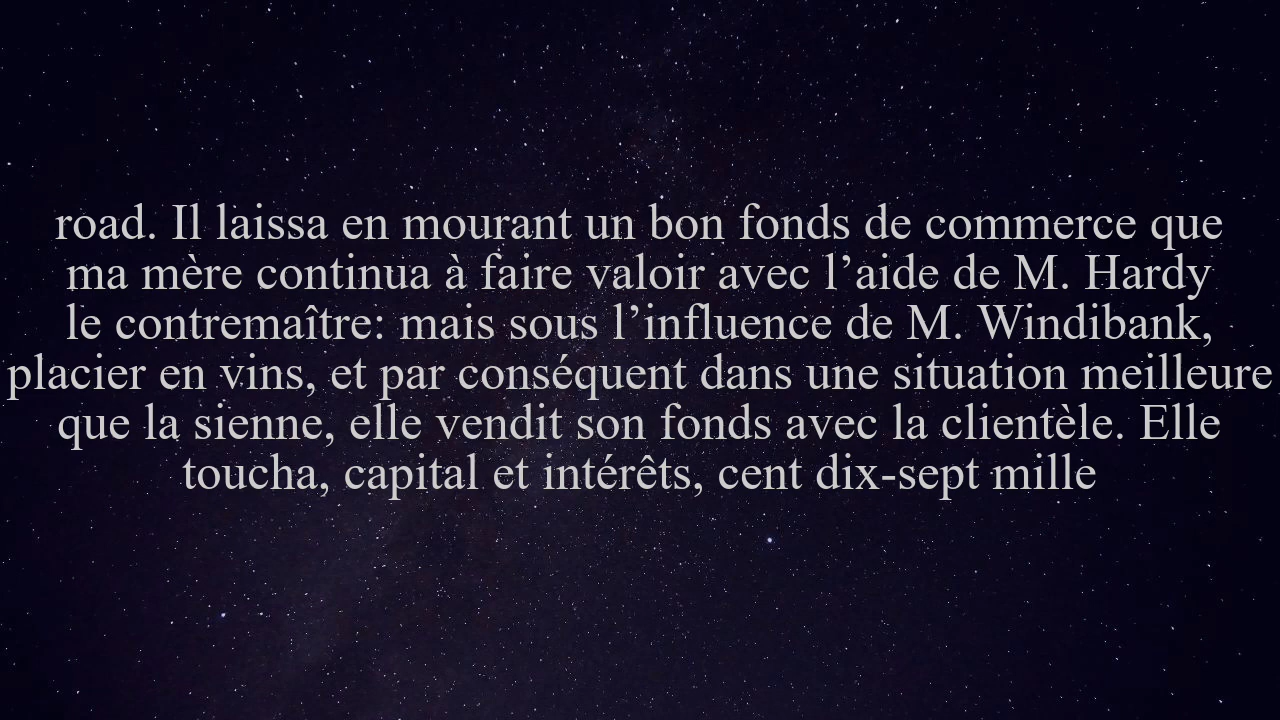 road. Il laissa en mourant un bon fonds de commerce que
ma mère continua à faire valoir avec l’aide de M. Hardy
le contremaître: mais sous l’influence de M. Windibank,
placier en vins, et par conséquent dans une situation meilleure
que la sienne, elle vendit son fonds avec la clientèle. Elle
toucha, capital et intérêts, cent dix-sept mille